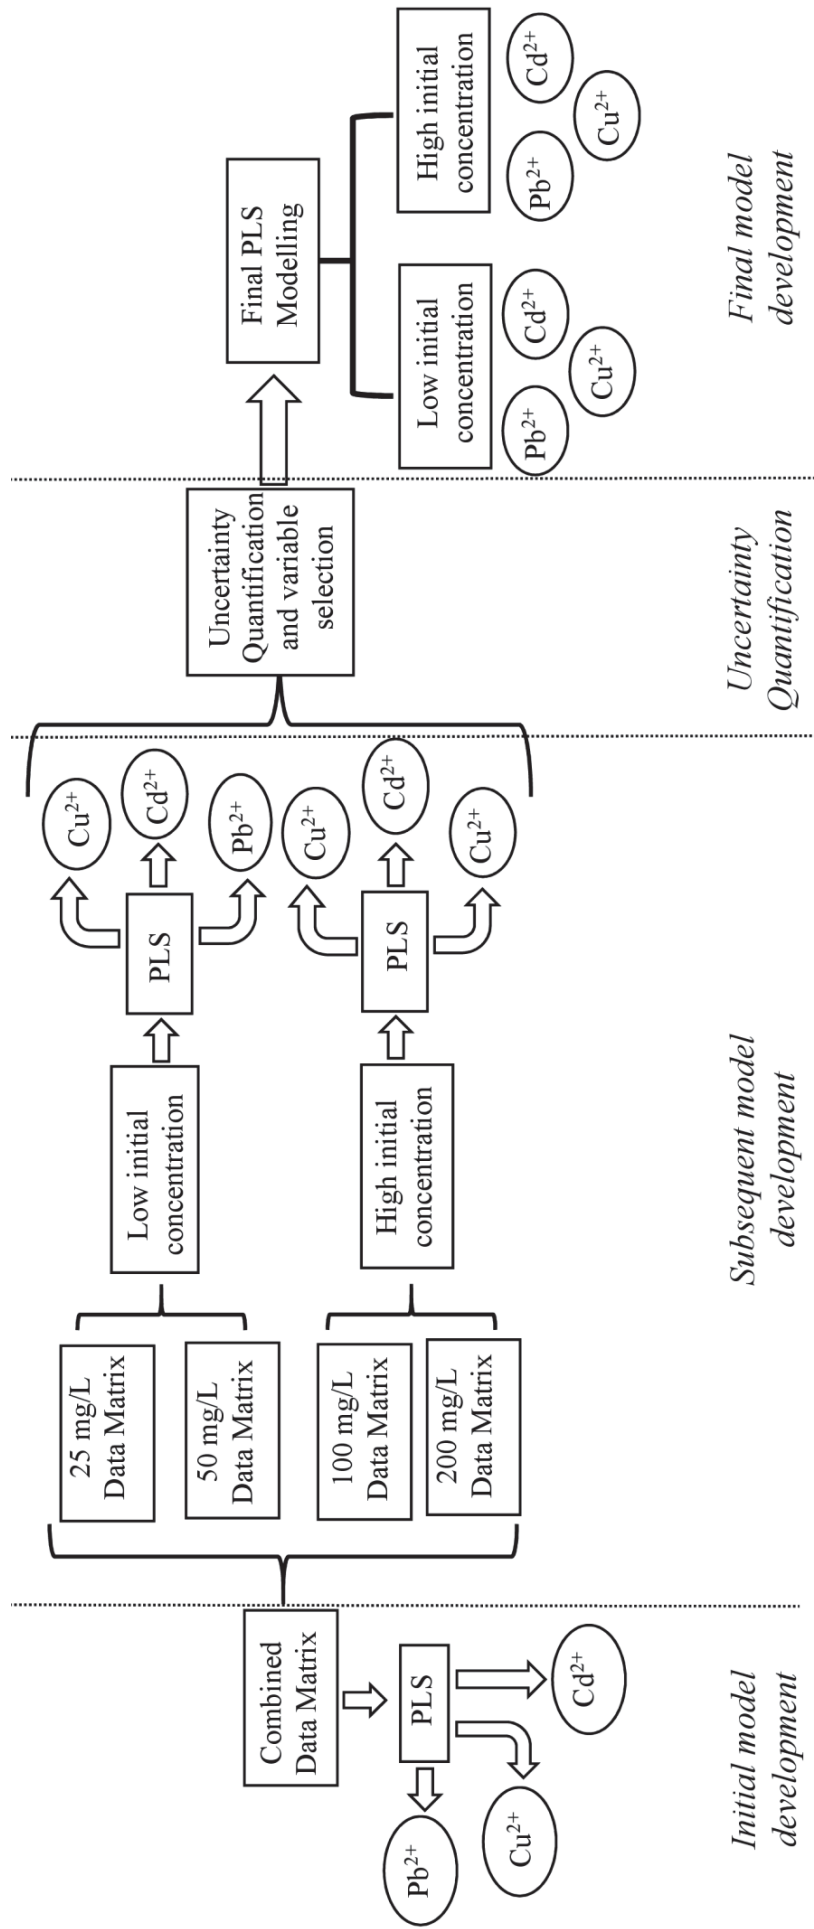 Combined
Data Matrix
PLS
Pb²⁺
Cu²⁺
Cd²⁺
Initial model
development
25 mg/L
Data Matrix
50 mg/L
Data Matrix
100 mg/L
Data Matrix
200 mg/L
Data Matrix
Low initial
concentration
High initial
concentration
PLS
Cu²⁺
Cd²⁺
Pb²⁺
PLS
Cu²⁺
Cd²⁺
Cu²⁺
Subsequent model
development
Uncertainty
Quantification
and variable
selection
Uncertainty
Quantification
Final PLS
Modelling
Low initial
concentration
Pb²⁺
Cu²⁺
Cd²⁺
High initial
concentration
Pb²⁺
Cu²⁺
Cd²⁺
Final model
development